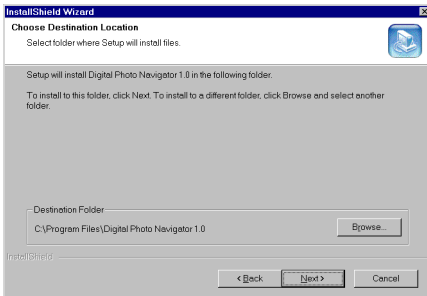 InstallShield Wizard
Choose Destination Location
Select folder where Setup will install files.
Setup will install Digital Photo Navigator 1.0 in the following folder.
To install to this folder, click Next. To install to a different folder, click Browse and select another
folder.
Destination Folder
C:\Program Files\Digital Photo Navigator 1.0
Browse...
InstallShield
< Back
Next >
Cancel